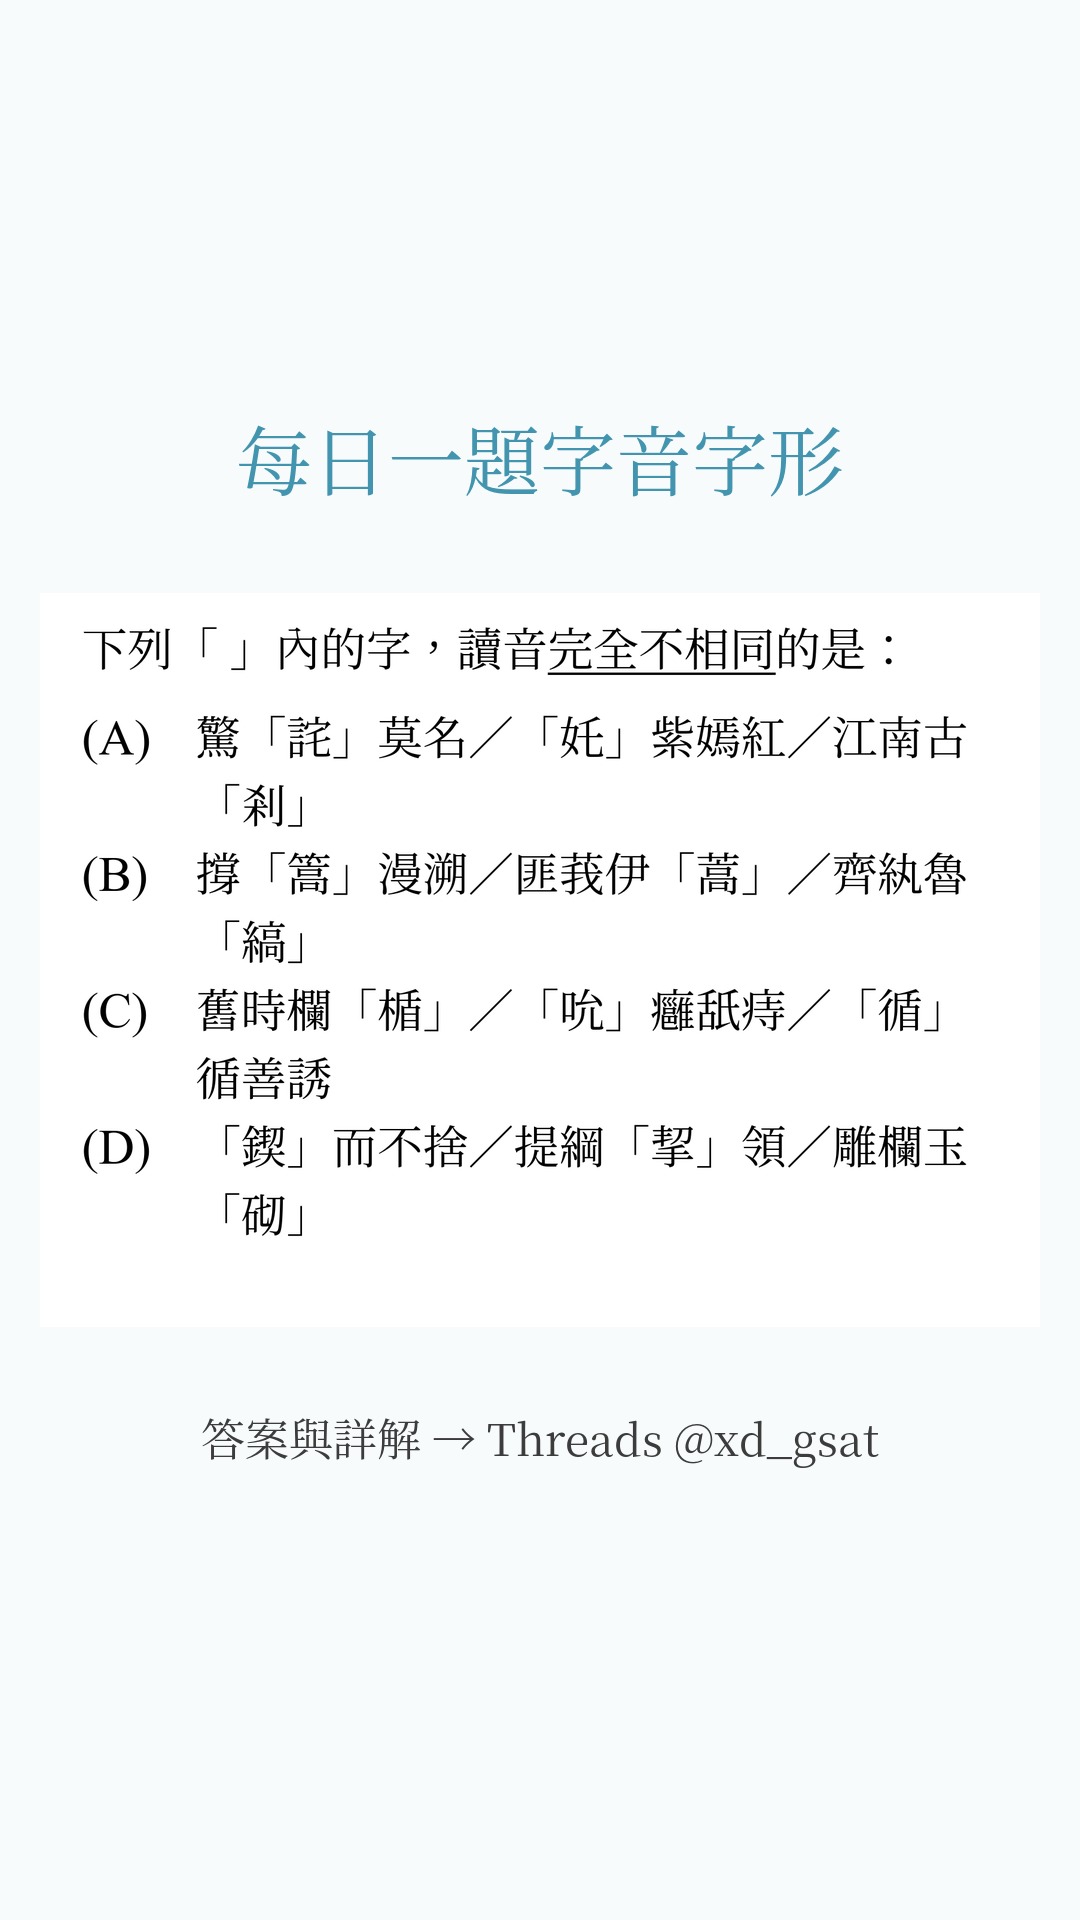 每日一題字音字形
下列「 」內的字，讀音完全不相同的是：
(A) 驚「詫」莫名／「奼」紫嫣紅／江南古
「剎」
(B) 撐「篙」漫溯／匪莪伊「蒿」／齊紈魯
「縞」
(C) 舊時欄「楯」／「吮」癰舐痔／「循」
循善誘
(D) 「鍥」而不捨／提綱「挈」領／雕欄玉
「砌」
答案與詳解 → Threads @xd_gsat